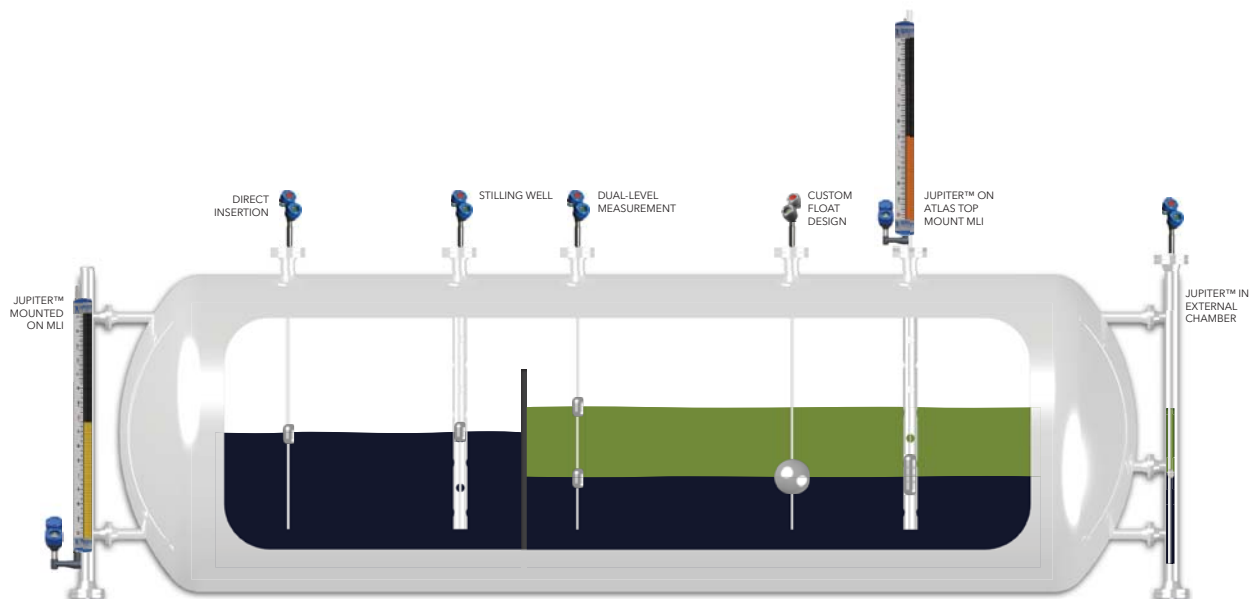 DIRECT
INSERTION
STILLING WELL
DUAL-LEVEL
MEASUREMENT
CUSTOM
FLOAT
DESIGN
JUPITER™ ON
ATLAS TOP
MOUNT MLI
JUPITER™
MOUNTED
ON MLI
JUPITER™ IN
EXTERNAL
CHAMBER